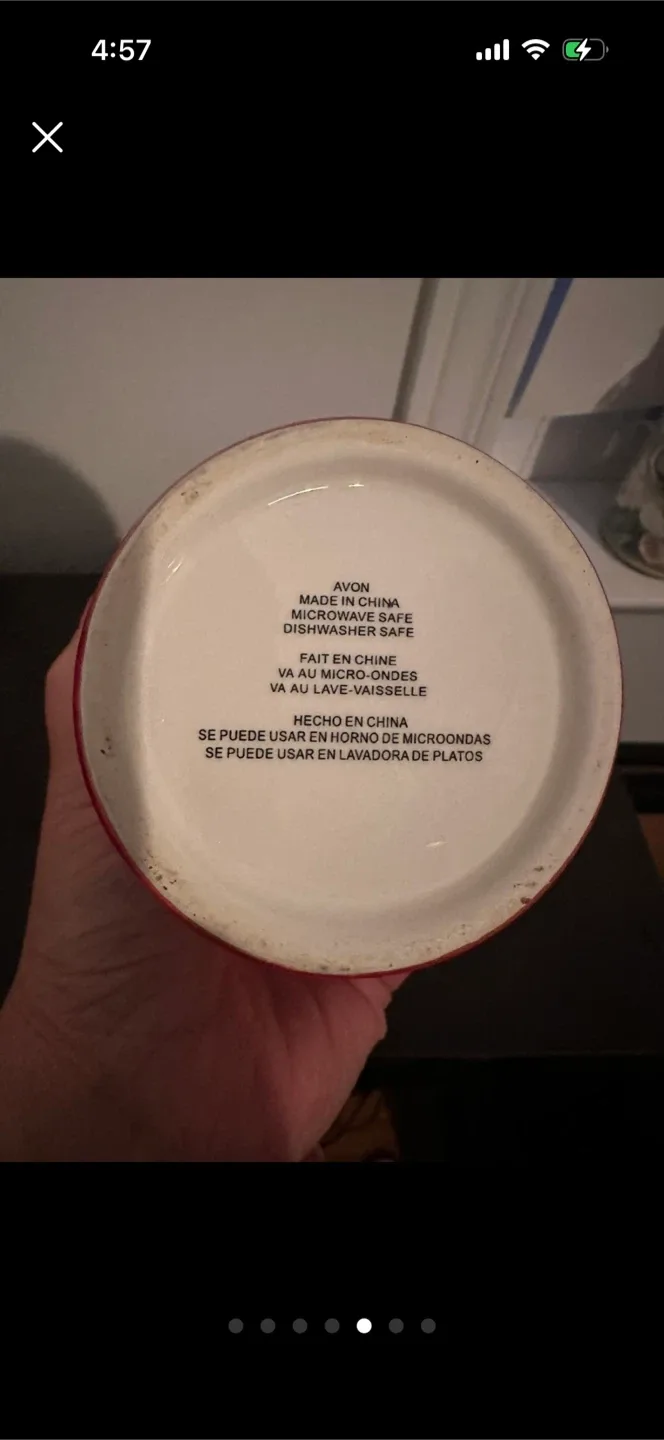 4:57
AVON
MADE IN CHINA
MICROWAVE SAFE
DISHWASHER SAFE
FAIT EN CHINE
VA AU MICRO-ONDES
VA AU LAVE-VAISSELLE
HECHO EN CHINA
SE PUEDE USAR EN HORNO DE MICROONDAS
SE PUEDE USAR EN LAVADORA DE PLATOS